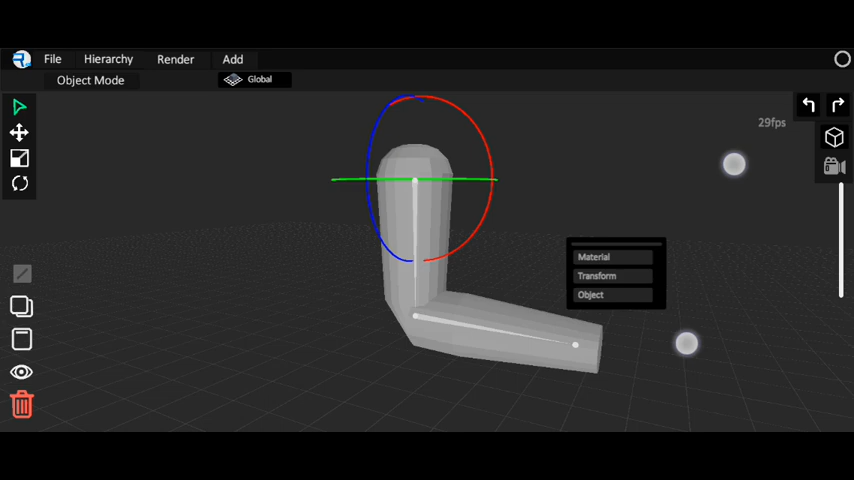 File Hierarchy Render Add
Object Mode Global
29fps
Material
Transform
Object